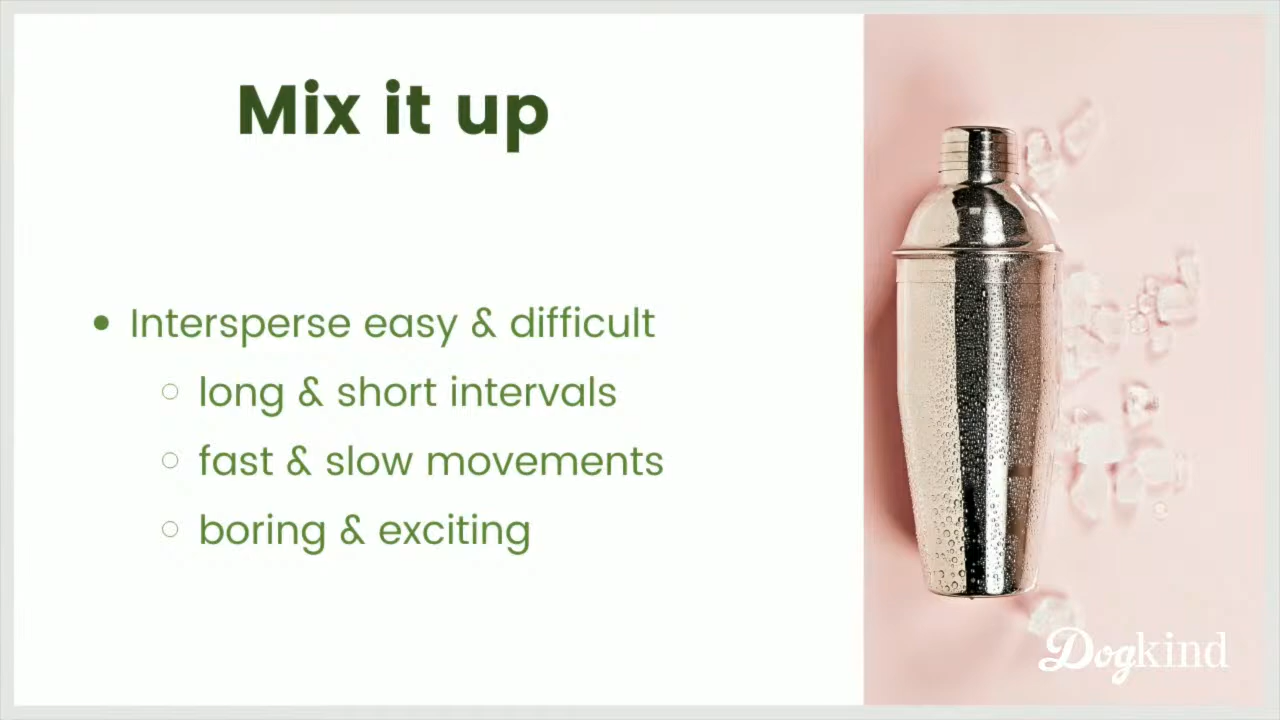 Mix it up
• Intersperse easy & difficult
○ long & short intervals
○ fast & slow movements
○ boring & exciting
Dogkind